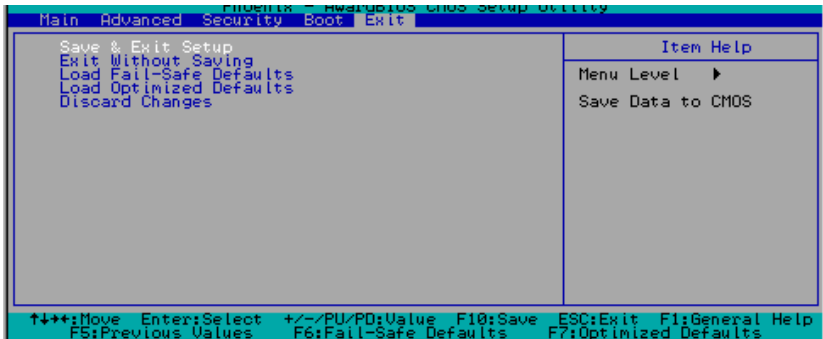 Phoenix - AwardBIOS CMOS Setup Utility
Main Advanced Security Boot Exit
Save & Exit Setup
Exit Without Saving
Load Fail-Safe Defaults
Load Optimized Defaults
Discard Changes
Item Help
Menu Level ▶
Save Data to CMOS
↑↓→←:Move Enter:Select +/-/PU/PD:Value F10:Save ESC:Exit F1:General Help
F5:Previous Values F6:Fail-Safe Defaults F7:Optimized Defaults